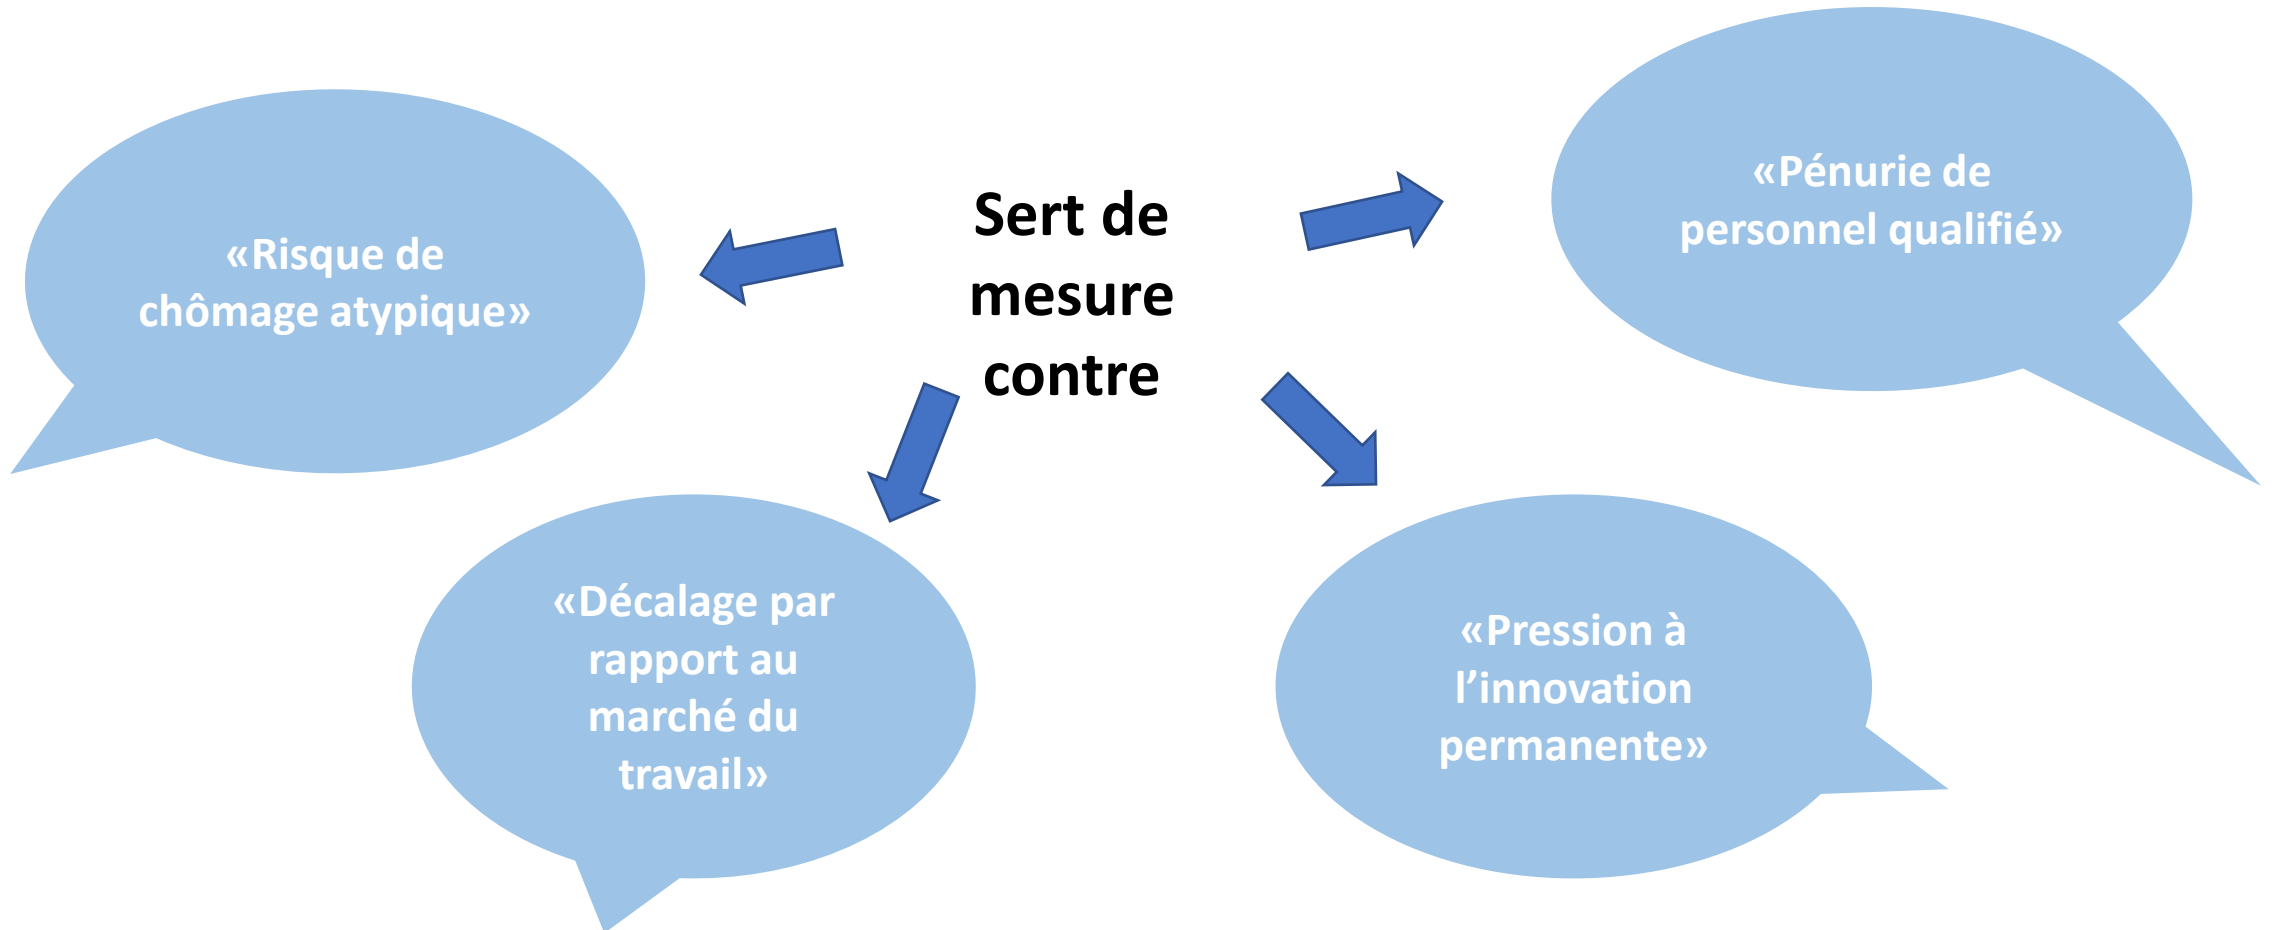 «Risque de
chômage atypique»
Sert de
mesure
contre
«Pénurie de
personnel qualifié»
«Décalage par
rapport au
marché du
travail»
«Pression à
l’innovation
permanente»